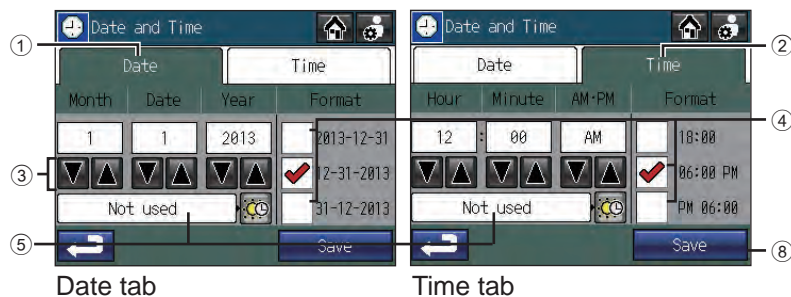 Date and Time
Date and Time
① ②
Date Time
Date Time
Month Date Year Format
Hour Minute AM·PM Format
1 1 2013 2013-12-31
12 : 00 AM 18:00
④
③ 12-31-2013
06:00 PM
Not used 31-12-2013
Not used PM 06:00
⑤ Save
Save ⑧
Date tab
Time tab